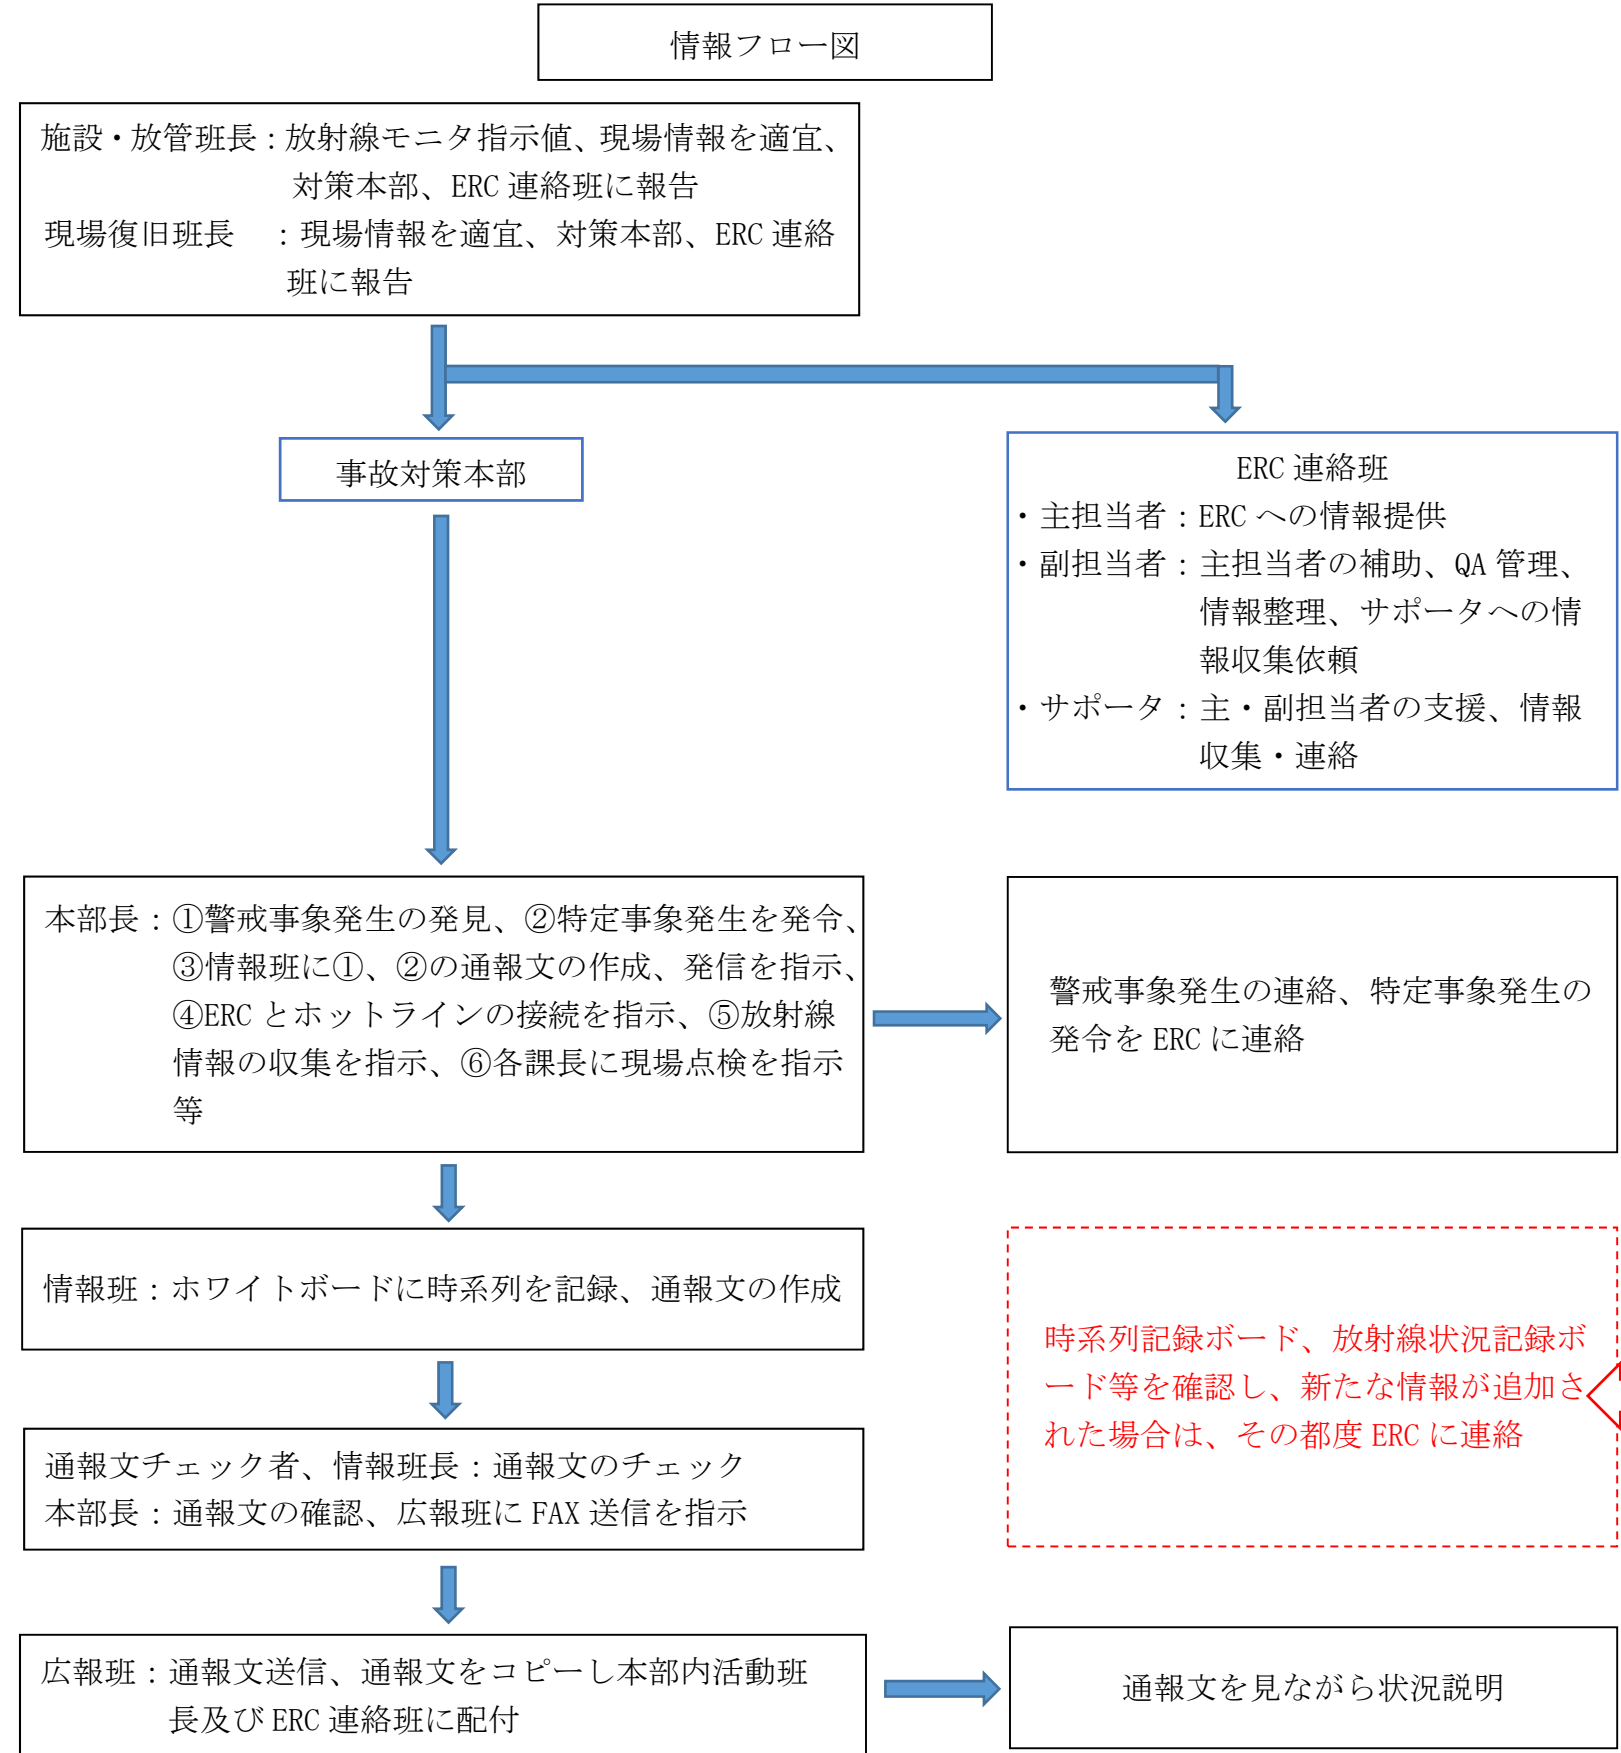 情報フロー図
施設・放管班長：放射線モニタ指示値、現場情報を適宜、
対策本部、ERC 連絡班に報告
現場復旧班長　：現場情報を適宜、対策本部、ERC 連絡
班に報告
事故対策本部
ERC 連絡班
・主担当者：ERC への情報提供
・副担当者：主担当者の補助、QA 管理、
情報整理、サポータへの情
報収集依頼
・サポータ：主・副担当者の支援、情報
収集・連絡
本部長：①警戒事象発生の発見、②特定事象発生を発令、
③情報班に①、②の通報文の作成、発信を指示、
④ERC とホットラインの接続を指示、⑤放射線
情報の収集を指示、⑥各課長に現場点検を指示
等
警戒事象発生の連絡、特定事象発生の
発令を ERC に連絡
情報班：ホワイトボードに時系列を記録、通報文の作成
時系列記録ボード、放射線状況記録ボ
ード等を確認し、新たな情報が追加さ
れた場合は、その都度 ERC に連絡
通報文チェック者、情報班長：通報文のチェック
本部長：通報文の確認、広報班に FAX 送信を指示
広報班：通報文送信、通報文をコピーし本部内活動班
長及び ERC 連絡班に配付
通報文を見ながら状況説明